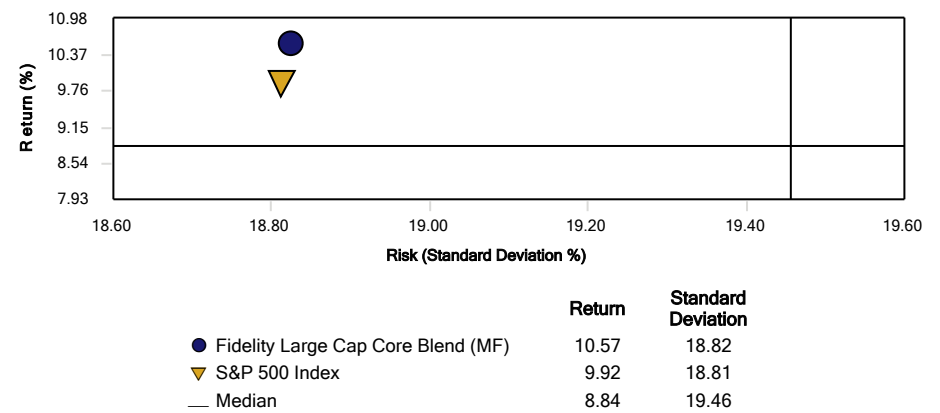 10.98
10.37
9.76
9.15
8.54
7.93
Return (%)
18.60 18.80 19.00 19.20 19.40 19.60
Risk (Standard Deviation %)
Return Standard Deviation
Fidelity Large Cap Core Blend (MF) 10.57 18.82
S&P 500 Index 9.92 18.81
Median 8.84 19.46